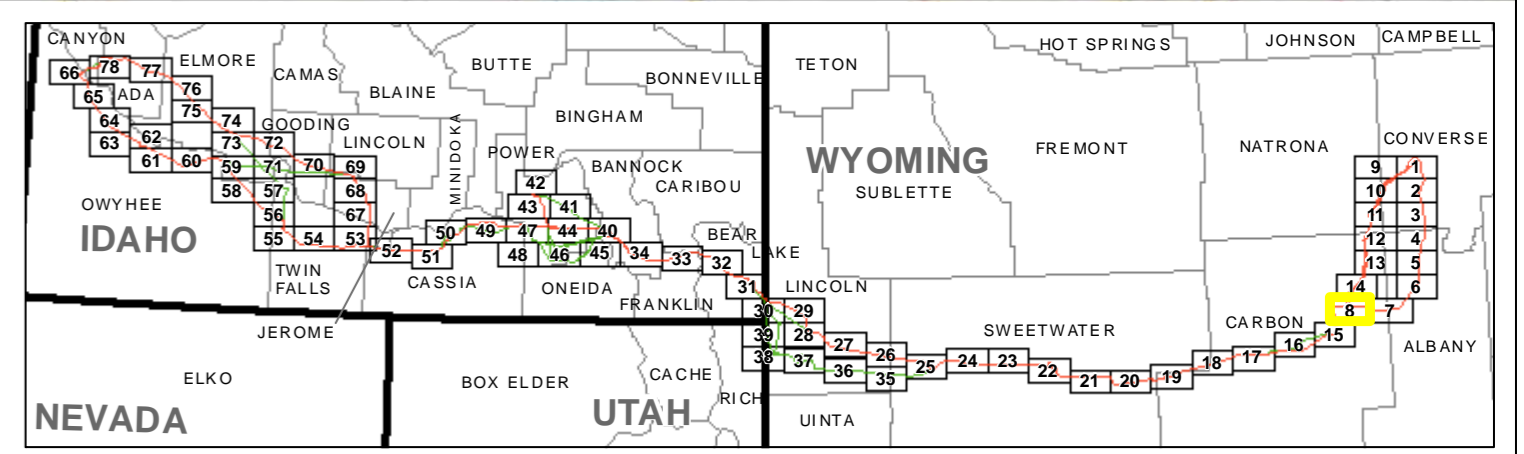 CANYON
ELMORE
CAMAS
BUTTE
BONNEVILLE
TETON
HOT SPRINGS
JOHNSON
CAMPBELL
66
78
77
76
65
ADA
75
BLAINE
BINGHAM
64
74
GOODING
MINIDOKA
63
62
73
72
LINCOLN
POWER
WYOMING
FREMONT
NATRONA
CONVERSE
61
60
59
71
70
69
BANNOCK
CARIBOU
SUBLETTE
9
1
58
57
68
42
10
2
OWYHEE
IDAHO
56
67
43
41
11
3
55
54
53
52
51
50
49
47
44
40
BEAR
LAKE
12
4
48
46
45
34
33
32
13
5
TWIN
FALLS
CASSIA
ONEIDA
FRANKLIN
31
LINCOLN
14
6
JEROME
30
29
8
7
39
28
SWEETWATER
CARBON
15
ALBANY
38
37
27
26
25
24
23
22
21
20
19
18
17
16
36
35
ELKO
BOX ELDER
CACHE
RICH
NEVADA
UTAH
UINTA